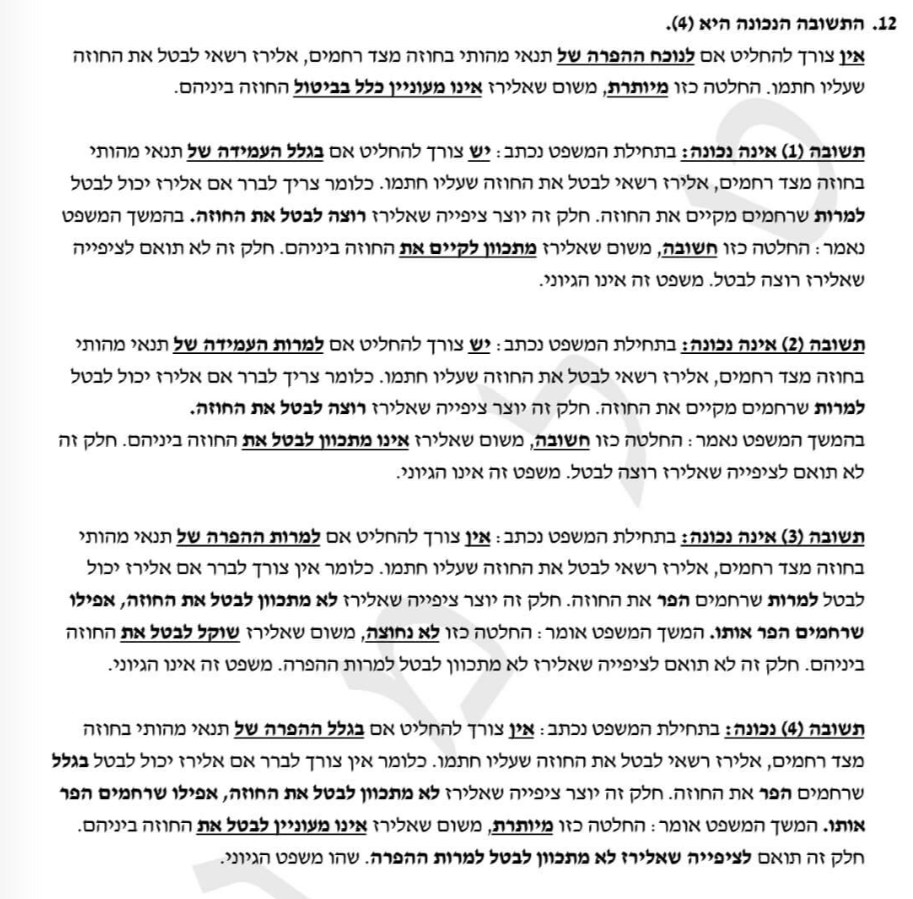 12. התשובה הנכונה היא (4).
אין צורך להחליט אם לנוכח ההפרה של תנאי מהותי בחוזה מצד רחמים, אלירז רשאי לבטל את החוזה
שעליו חתמו. החלטה כזו מיותרת, משום שאלירז אינו מעוניין כלל בביטול החוזה ביניהם.
תשובה (1) אינה נכונה: בתחילת המשפט נכתב: יש צורך להחליט אם בגלל העמידה של תנאי מהותי
בחוזה מצד רחמים, אלירז רשאי לבטל את החוזה שעליו חתמו. כלומר צריך לברר אם אלירז יכול לבטל
למרות שרחמים מקיים את החוזה. חלק זה יוצר ציפייה שאלירז רוצה לבטל את החוזה. בהמשך המשפט
נאמר: החלטה כזו חשובה, משום שאלירז מתכוון לקיים את החוזה ביניהם. חלק זה לא תואם לציפייה
שאלירז רוצה לבטל. משפט זה אינו הגיוני.
תשובה (2) אינה נכונה: בתחילת המשפט נכתב: יש צורך להחליט אם למרות העמידה של תנאי מהותי
בחוזה מצד רחמים, אלירז רשאי לבטל את החוזה שעליו חתמו. כלומר צריך לברר אם אלירז יכול לבטל
למרות שרחמים מקיים את החוזה. חלק זה יוצר ציפייה שאלירז רוצה לבטל את החוזה.
בהמשך המשפט נאמר: החלטה כזו חשובה, משום שאלירז אינו מתכוון לבטל את החוזה ביניהם. חלק זה
לא תואם לציפייה שאלירז רוצה לבטל. משפט זה אינו הגיוני.
תשובה (3) אינה נכונה: בתחילת המשפט נכתב: אין צורך להחליט אם למרות ההפרה של תנאי מהותי
בחוזה מצד רחמים, אלירז רשאי לבטל את החוזה שעליו חתמו. כלומר אין צורך לברר אם אלירז יכול
לבטל למרות שרחמים הפר את החוזה. חלק זה יוצר ציפייה שאלירז לא מתכוון לבטל את החוזה, אפילו
שרחמים הפר אותו. המשך המשפט אומר: החלטה כזו לא נחוצה, משום שאלירז שוקל לבטל את החוזה
ביניהם. חלק זה לא תואם לציפייה שאלירז לא מתכוון לבטל למרות ההפרה. משפט זה אינו הגיוני.
תשובה (4) נכונה: בתחילת המשפט נכתב: אין צורך להחליט אם בגלל ההפרה של תנאי מהותי בחוזה
מצד רחמים, אלירז רשאי לבטל את החוזה שעליו חתמו. כלומר אין צורך לברר אם אלירז יכול לבטל בגלל
שרחמים הפר את החוזה. חלק זה יוצר ציפייה שאלירז לא מתכוון לבטל את החוזה, אפילו שרחמים הפר
אותו. המשך המשפט אומר: החלטה כזו מיותרת, משום שאלירז אינו מעוניין לבטל את החוזה ביניהם.
חלק זה תואם לציפייה שאלירז לא מתכוון לבטל למרות ההפרה. שהו משפט הגיוני.